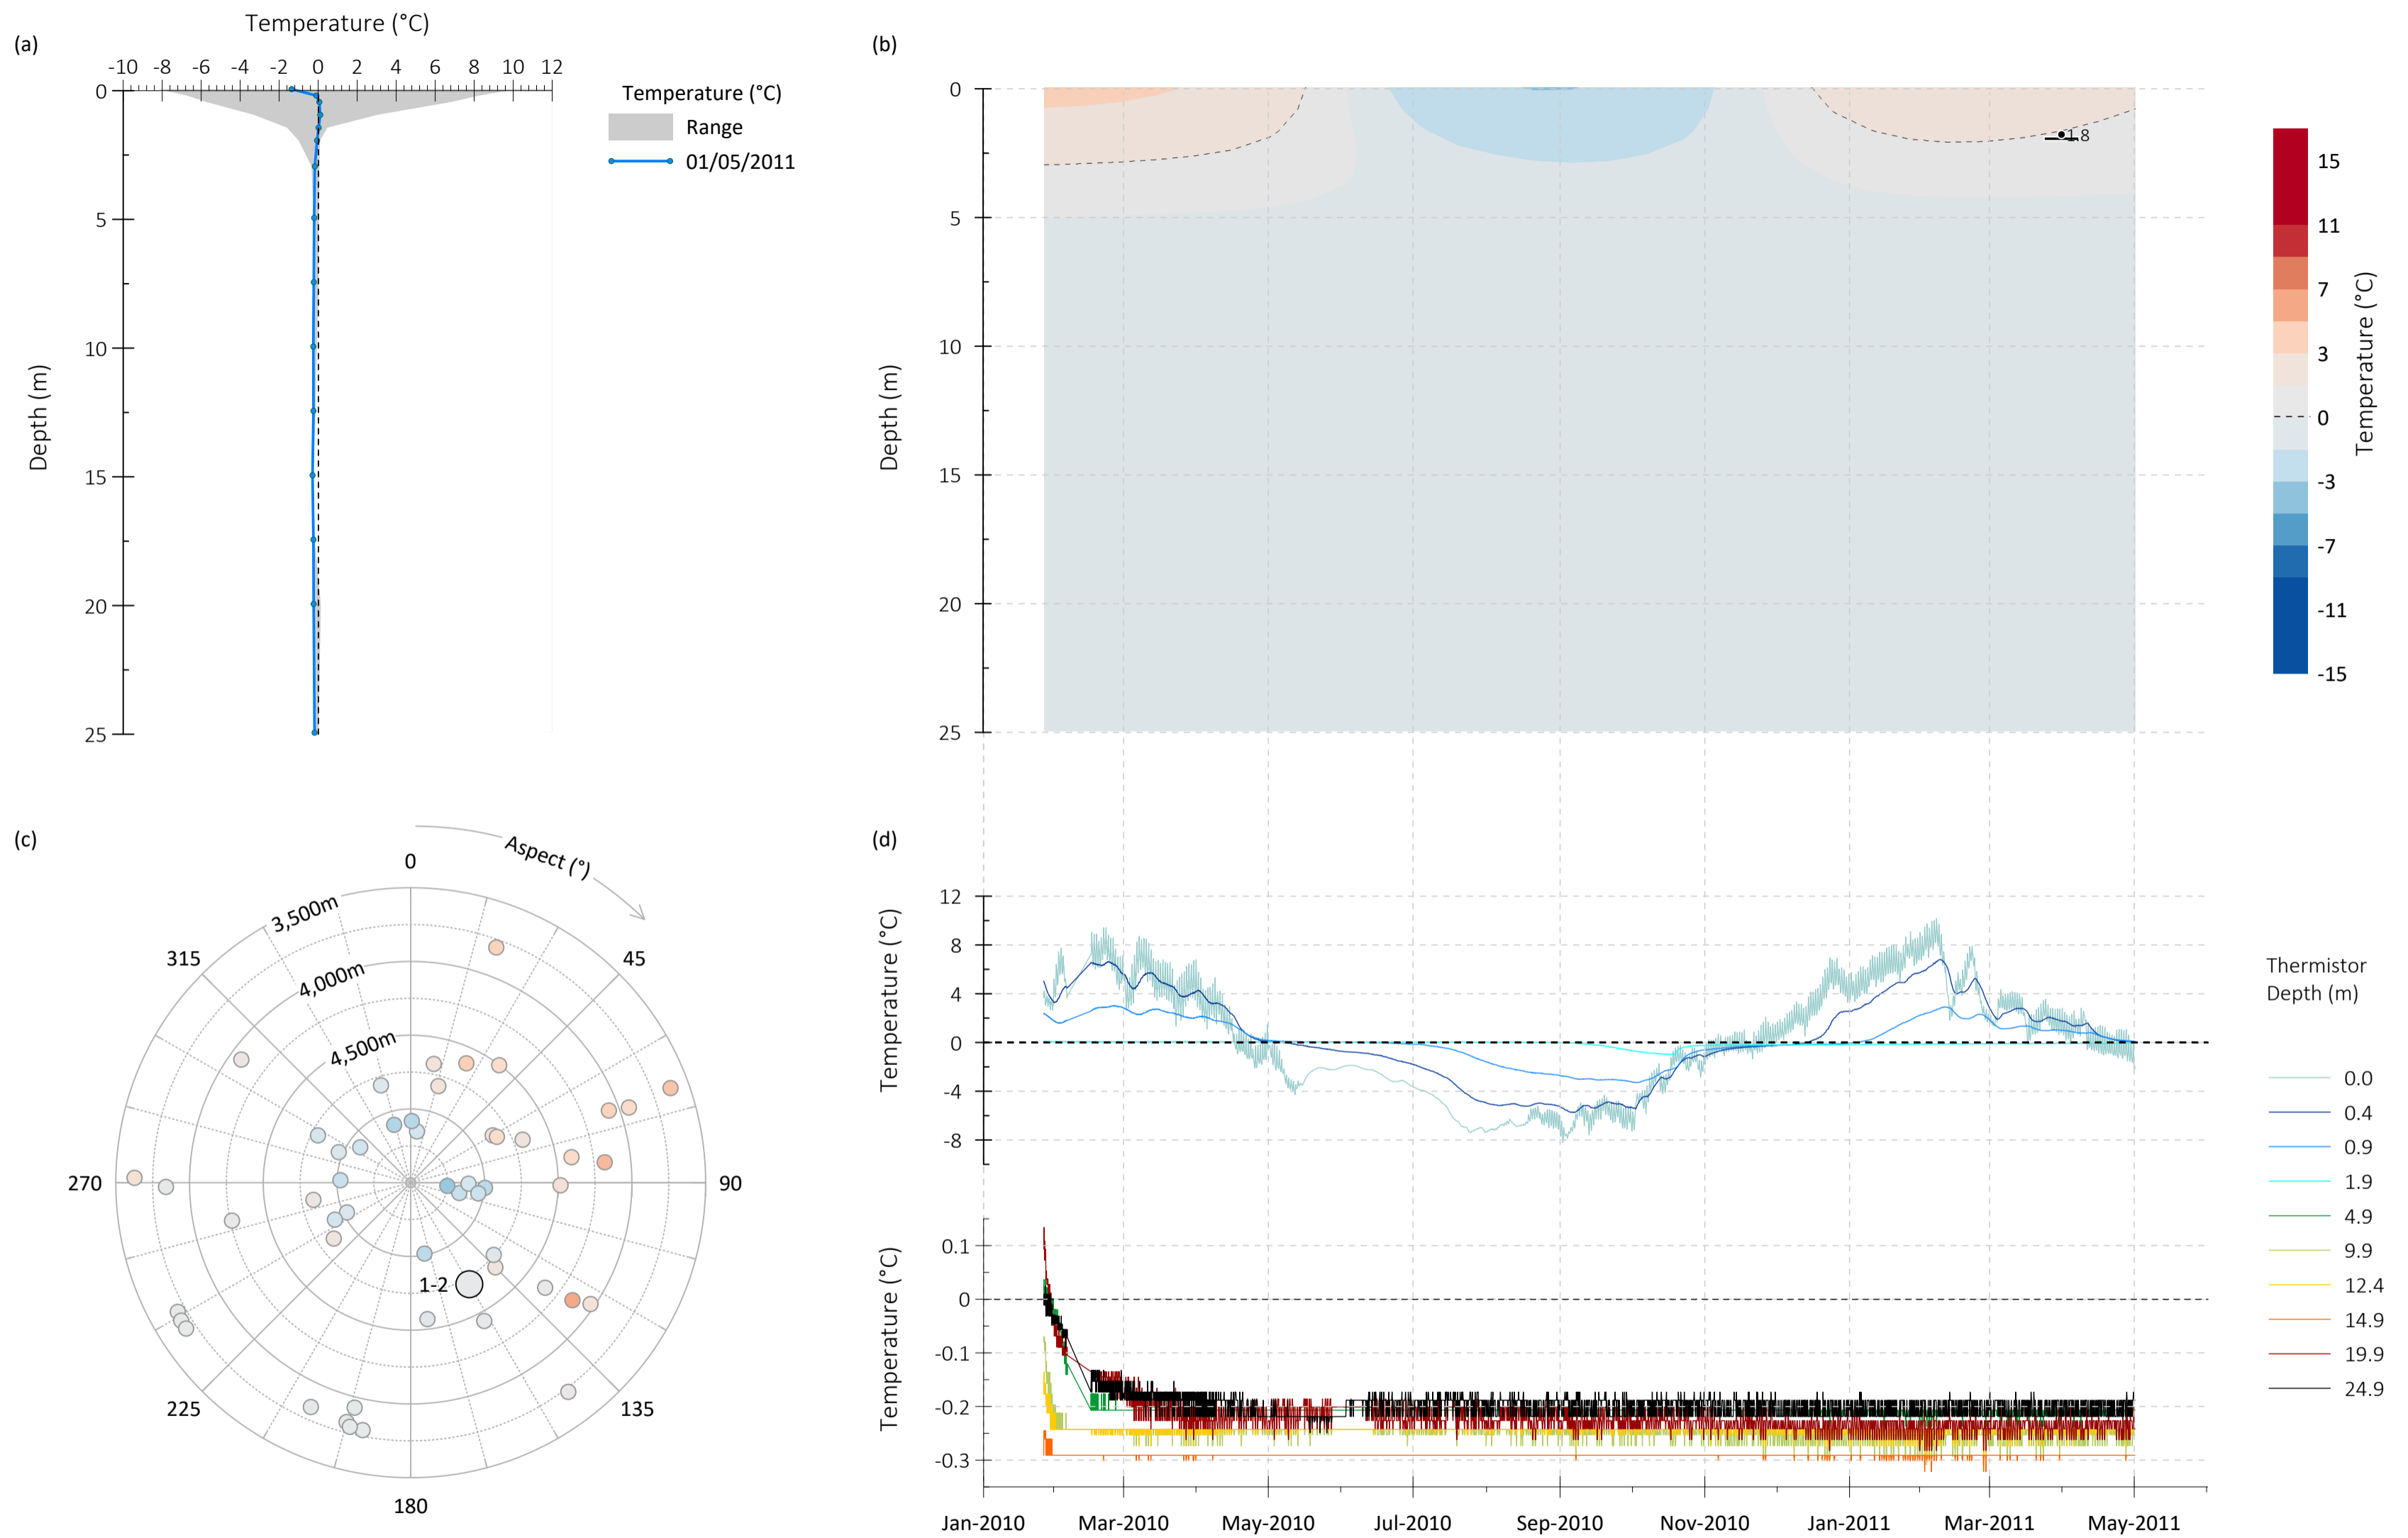 (a)
Temperature (°C)
-10 -8 -6 -4 -2 0 2 4 6 8 10 12
0
5
10
15
20
25
Depth (m)
Temperature (°C)
Range
01/05/2011
(b)
0
5
10
15
20
25
Depth (m)
1.8
15
11
7
3
0
-3
-7
-11
-15
Temperature (°C)
(c)
Aspect (°)
0
45
90
135
180
225
270
315
3,500m
4,000m
4,500m
1-2
(d)
12
8
4
0
-4
-8
Temperature (°C)
0.1
0
-0.1
-0.2
-0.3
Temperature (°C)
Jan-2010 Mar-2010 May-2010 Jul-2010 Sep-2010 Nov-2010 Jan-2011 Mar-2011 May-2011
Thermistor
Depth (m)
0.0
0.4
0.9
1.9
4.9
9.9
12.4
14.9
19.9
24.9